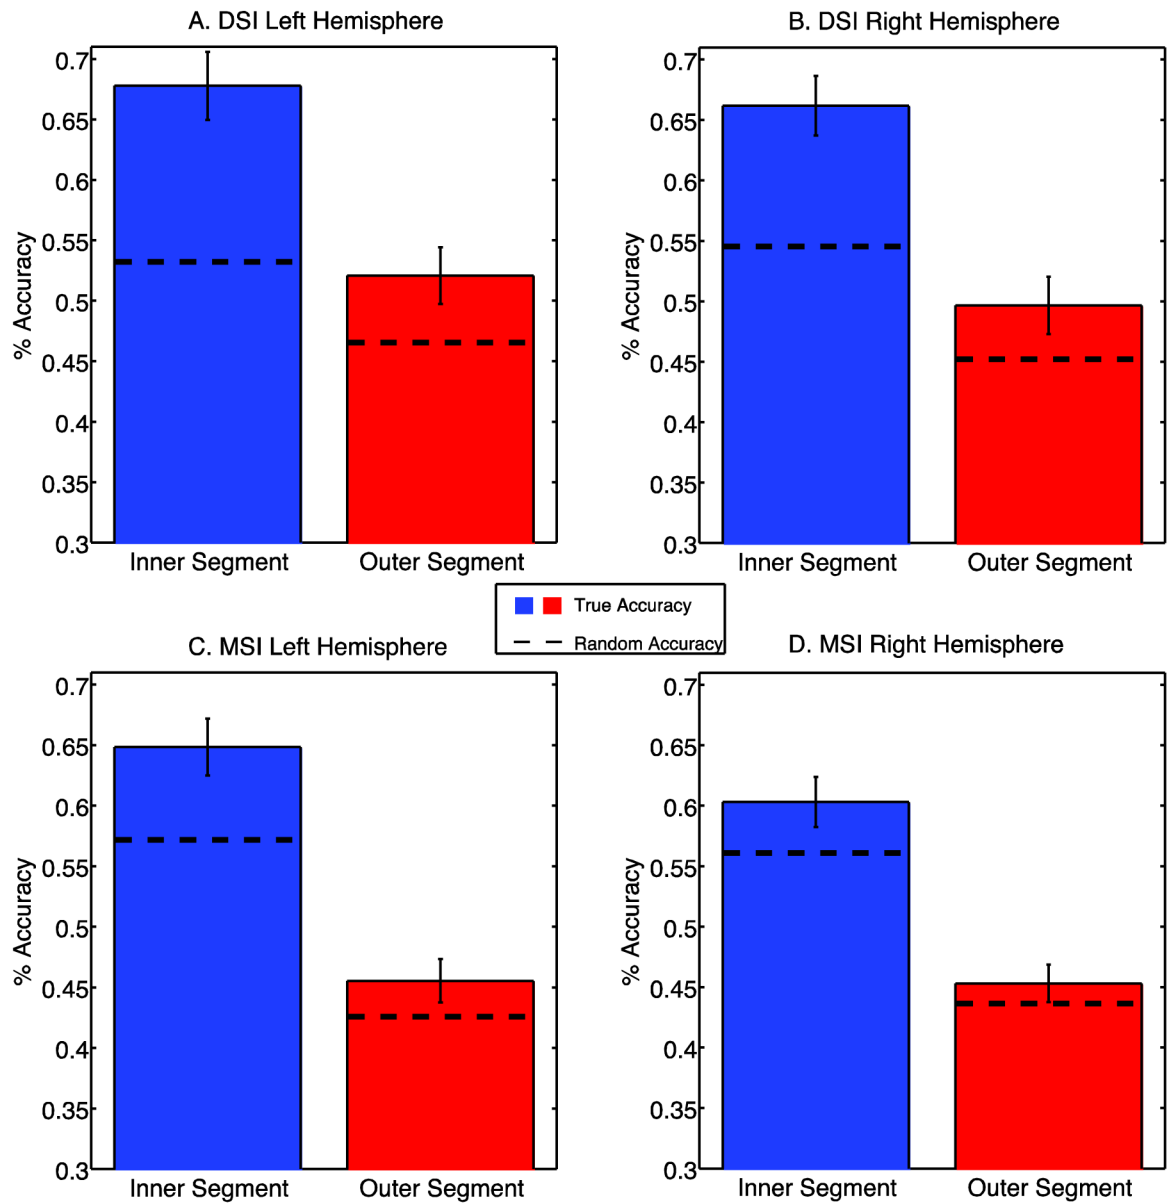 A. DSI Left Hemisphere
% Accuracy
0.7
0.65
0.6
0.55
0.5
0.45
0.4
0.35
0.3
Inner Segment
Outer Segment
B. DSI Right Hemisphere
% Accuracy
0.7
0.65
0.6
0.55
0.5
0.45
0.4
0.35
0.3
Inner Segment
Outer Segment
True Accuracy
Random Accuracy
C. MSI Left Hemisphere
% Accuracy
0.7
0.65
0.6
0.55
0.5
0.45
0.4
0.35
0.3
Inner Segment
Outer Segment
D. MSI Right Hemisphere
% Accuracy
0.7
0.65
0.6
0.55
0.5
0.45
0.4
0.35
0.3
Inner Segment
Outer Segment